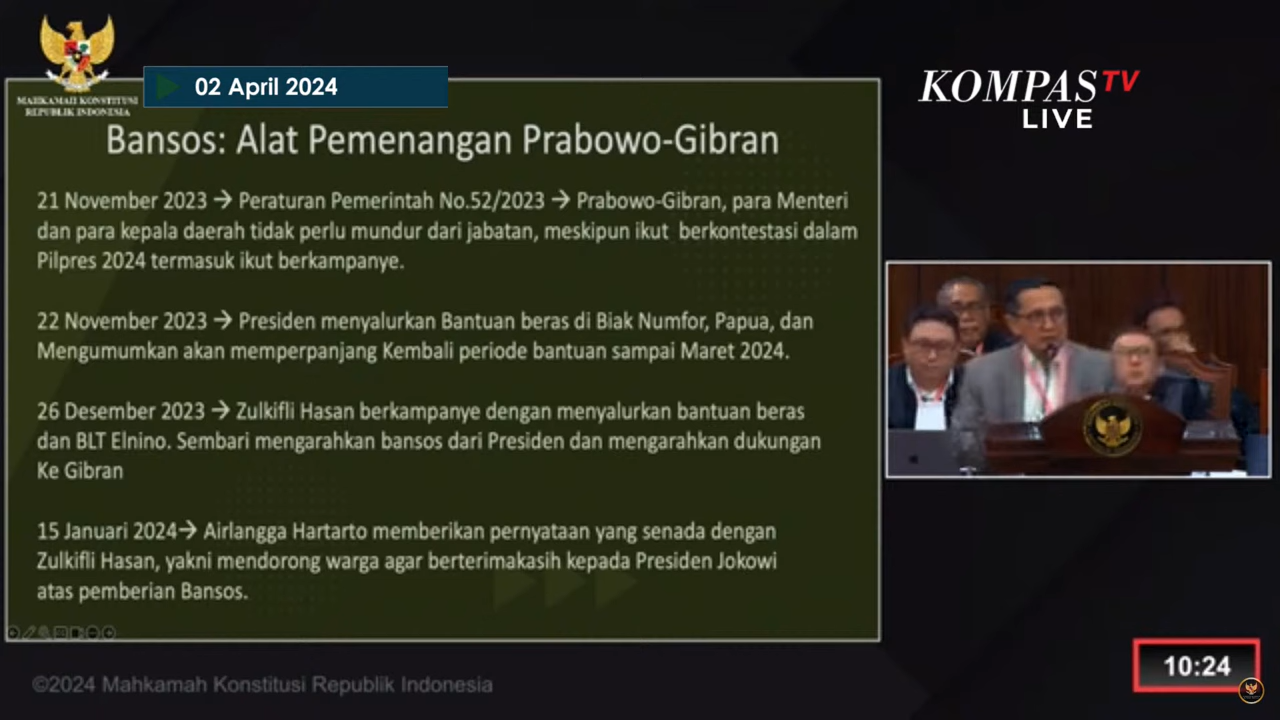 MAHKAMAH KONSTITUSI
REPUBLIK INDONESIA
02 April 2024
KOMPASTV
LIVE
Bansos: Alat Pemenangan Prabowo-Gibran
21 November 2023 → Peraturan Pemerintah No.52/2023 → Prabowo-Gibran, para Menteri
dan para kepala daerah tidak perlu mundur dari jabatan, meskipun ikut berkontestasi dalam
Pilpres 2024 termasuk ikut berkampanye.
22 November 2023 → Presiden menyalurkan Bantuan beras di Biak Numfor, Papua, dan
Mengumumkan akan memperpanjang Kembali periode bantuan sampai Maret 2024.
26 Desember 2023 → Zulkifli Hasan berkampanye dengan menyalurkan bantuan beras
dan BLT Elnino. Sembari mengarahkan bansos dari Presiden dan mengarahkan dukungan
Ke Gibran
15 Januari 2024→ Airlangga Hartarto memberikan pernyataan yang senada dengan
Zulkifli Hasan, yakni mendorong warga agar berterimakasih kepada Presiden Jokowi
atas pemberian Bansos.
10:24
©2024 Mahkamah Konstitusi Republik Indonesia